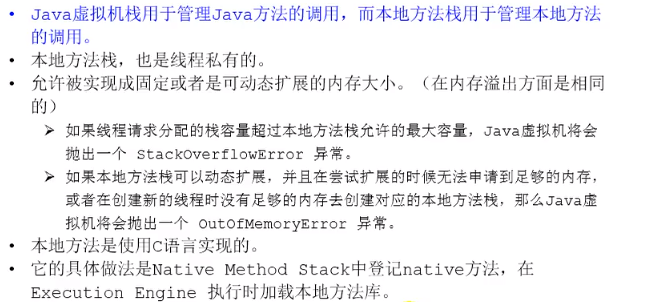 • Java虚拟机栈用于管理Java方法的调用，而本地方法栈用于管理本地方法
的调用。
• 本地方法栈，也是线程私有的。
• 允许被实现成固定或者是可动态扩展的内存大小。（在内存溢出方面是相同
的）
➢ 如果线程请求分配的栈容量超过本地方法栈允许的最大容量，Java虚拟机将会
抛出一个 StackOverflowError 异常。
➢ 如果本地方法栈可以动态扩展，并且在尝试扩展的时候无法申请到足够的内存，
或者在创建新的线程时没有足够的内存去创建对应的本地方法栈，那么Java虚
拟机将会抛出一个 OutOfMemoryError 异常。
• 本地方法是使用C语言实现的。
• 它的具体做法是Native Method Stack中登记native方法，在
Execution Engine 执行时加载本地方法库。